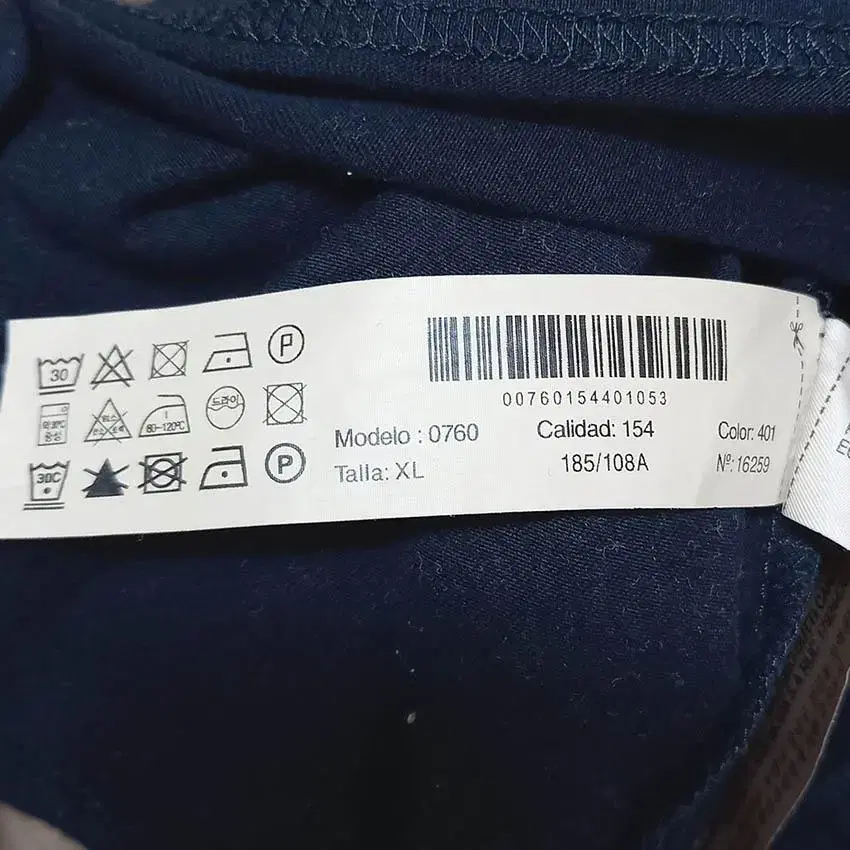 30
P
00760154401053
드라이
80-120℃
30C
P
Modelo : 0760
Calidad: 154
Color: 401
Talla: XL
185/108A
Nº: 16259